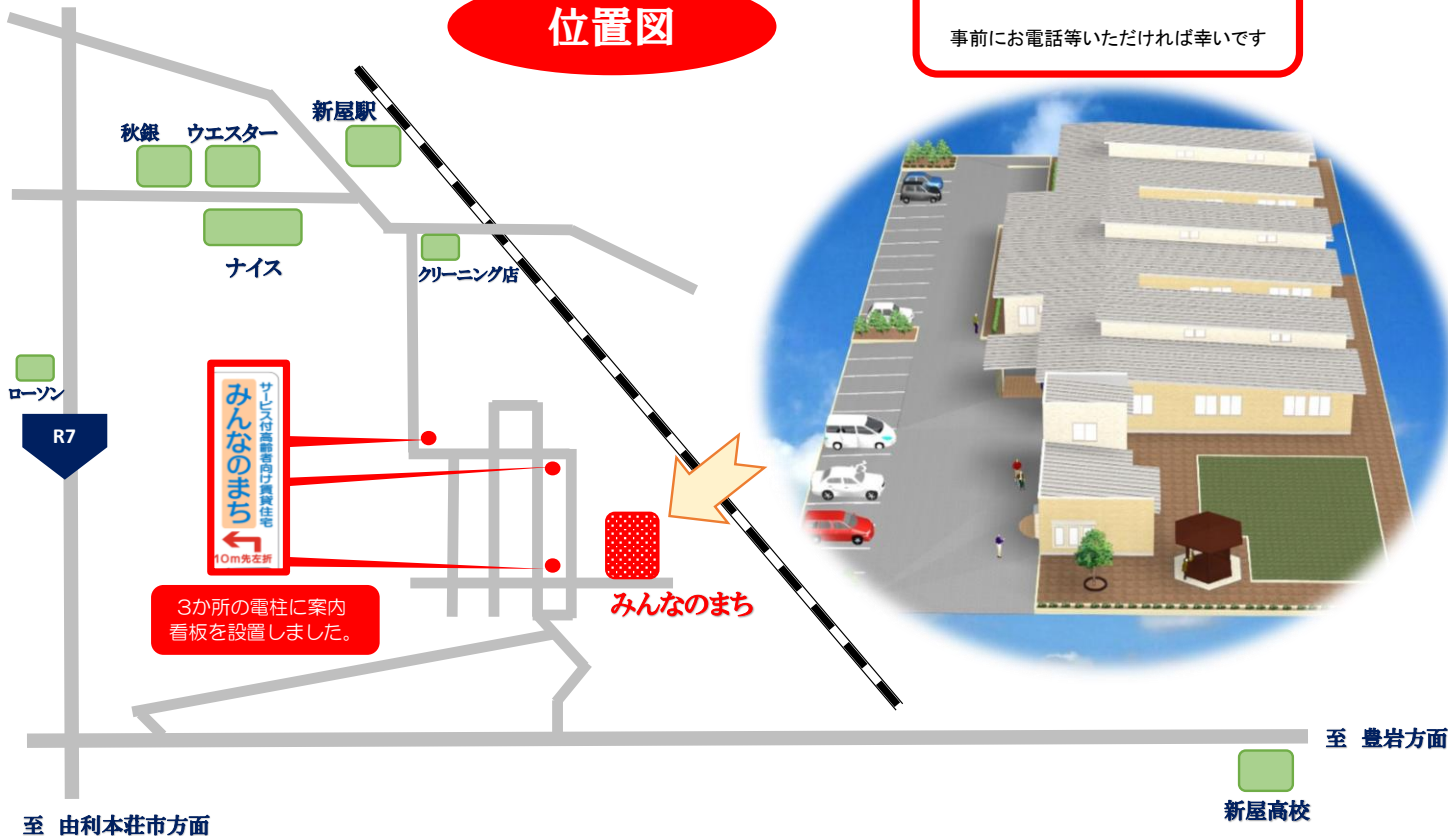 位置図
事前にお電話等いただければ幸いです
新屋駅
秋銀
ウエスター
ナイス
クリーニング店
ローソン
R7
サービス付高齢者向け賃貸住宅
みんなのまち
10m先左折
3か所の電柱に案内
看板を設置しました。
みんなのまち
至 豊岩方面
新屋高校
至 由利本荘市方面